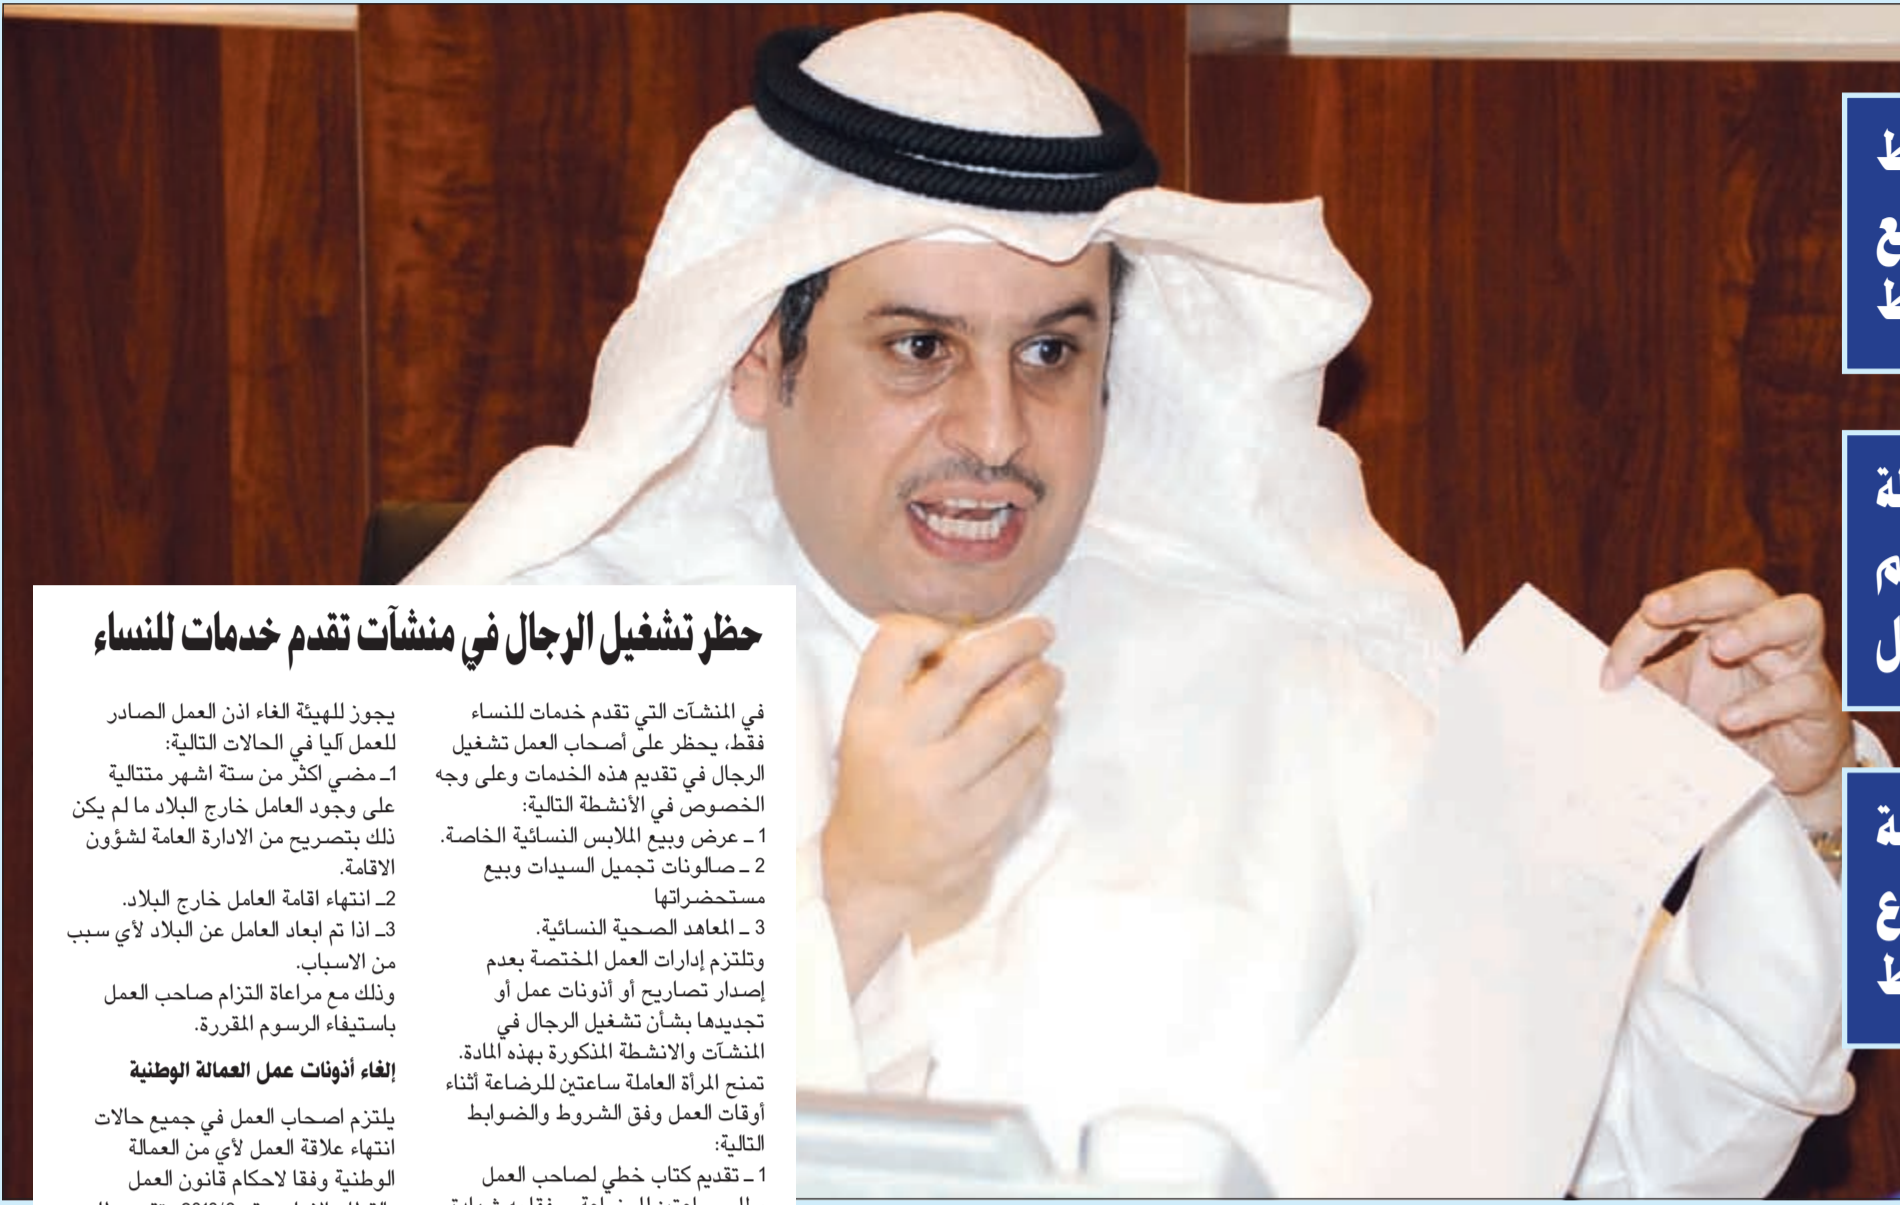 حظر تشغيل الرجال في منشآت تقدم خدمات للنساء
في المنشآت التي تقدم خدمات للنساء
فقط، يحظر على أصحاب العمل تشغيل
الرجال في تقديم هذه الخدمات وعلى وجه
الخصوص في الأنشطة التالية:
1 ـ عرض وبيع الملابس النسائية الخاصة.
2 ـ صالونات تجميل السيدات وبيع
مستحضراتها
3 ـ المعاهد الصحية النسائية.
وتلتزم إدارات العمل المختصة بعدم
إصدار تصاريح أو أذونات عمل أو
تجديدها بشأن تشغيل الرجال في
المنشآت والانشطة المذكورة بهذه المادة.
تمنح المرأة العاملة ساعتين للرضاعة أثناء
أوقات العمل وفق الشروط والضوابط
التالية:
1 ـ تقديم كتاب خطي لصاحب العمل
يجوز للهيئة الغاء اذن العمل الصادر
للعمل آليا في الحالات التالية:
1ـ مضي اكثر من ستة اشهر متتالية
على وجود العامل خارج البلاد ما لم يكن
ذلك بتصريح من الادارة العامة لشؤون
الاقامة.
2ـ انتهاء اقامة العامل خارج البلاد.
3ـ اذا تم ابعاد العامل عن البلاد لأي سبب
من الاسباب.
وذلك مع مراعاة التزام صاحب العمل
باستيفاء الرسوم المقررة.
إلغاء أذونات عمل العمالة الوطنية
يلتزم اصحاب العمل في جميع حالات
انتهاء علاقة العمل لأي من العمالة
الوطنية وفقا لاحكام قانون العمل